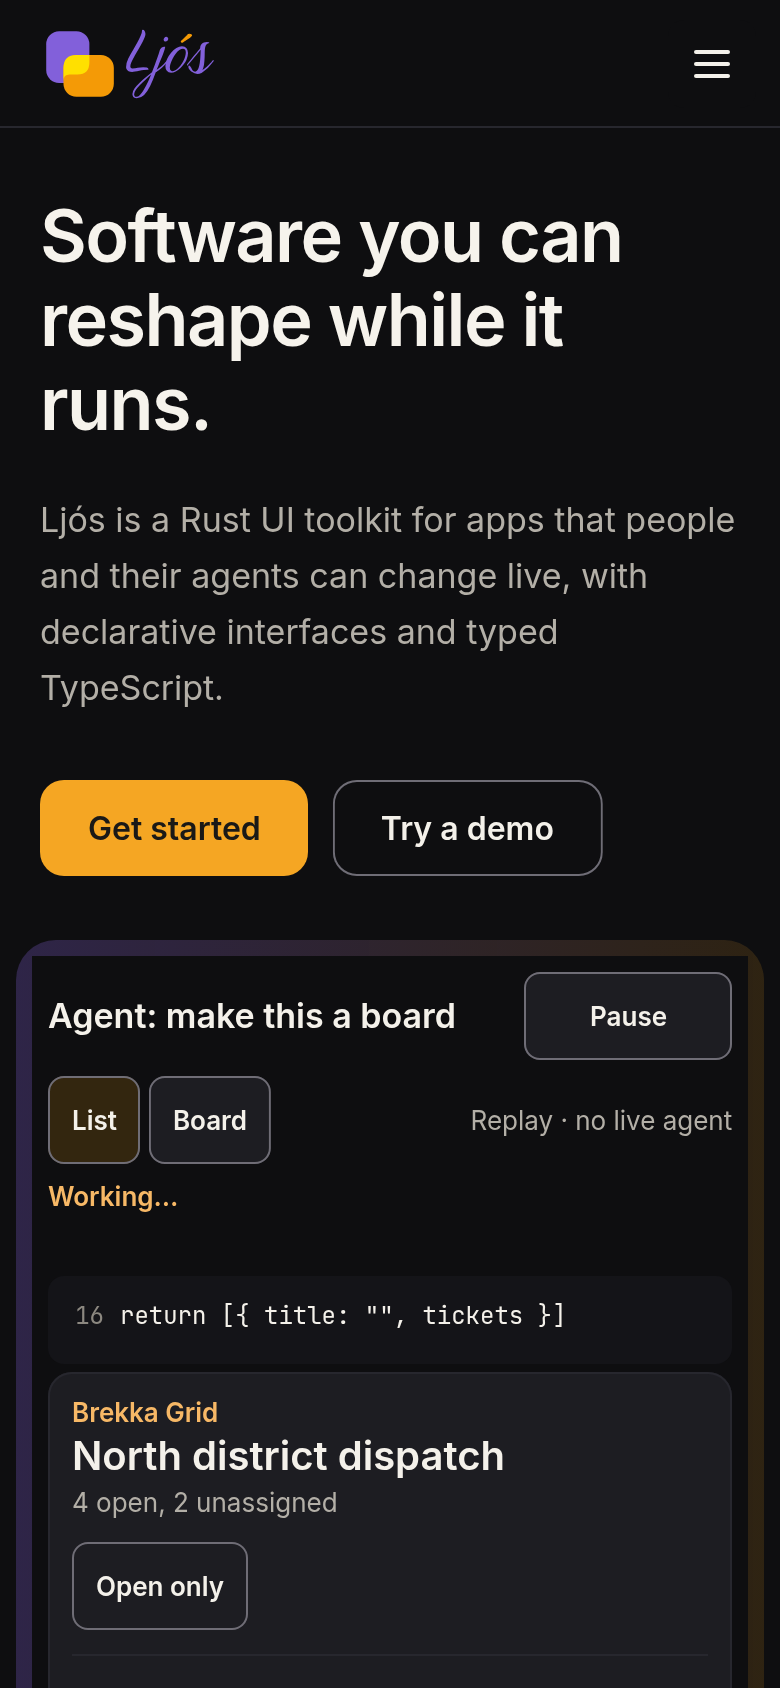 Ljós
Software you can
reshape while it
runs.
Ljós is a Rust UI toolkit for apps that people
and their agents can change live, with
declarative interfaces and typed
TypeScript.
Get started
Try a demo
Agent: make this a board
Pause
List
Board
Replay · no live agent
Working...
16 return [{ title: "", tickets }]
Brekka Grid
North district dispatch
4 open, 2 unassigned
Open only